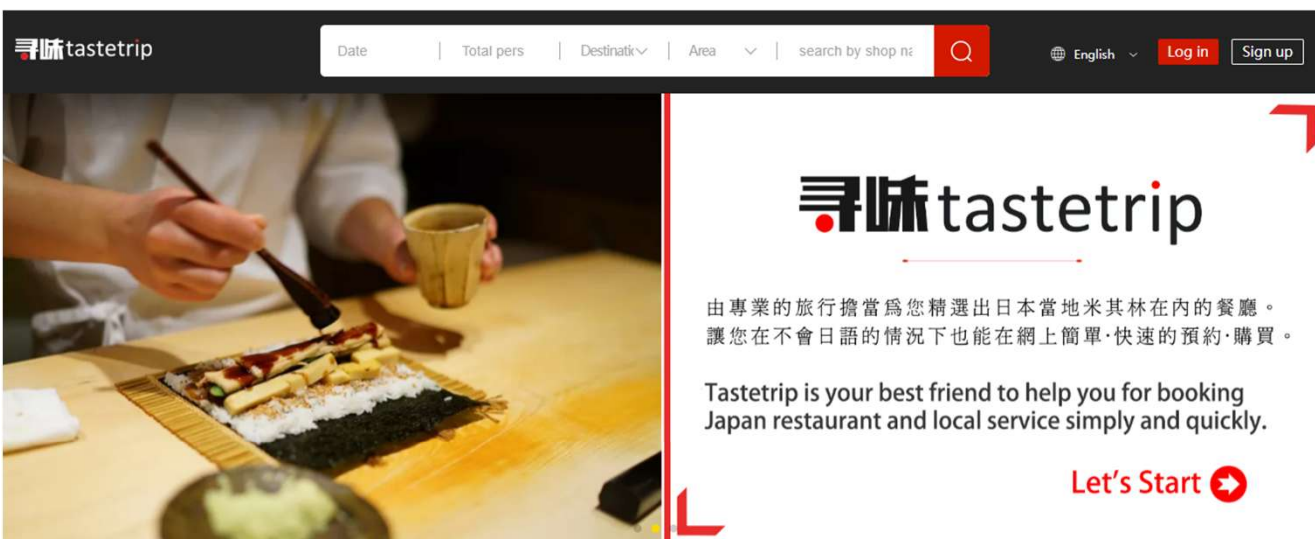 寻味tastetrip
Date Total pers Destinatic Area search by shop na English Log in Sign up
寻味tastetrip
由專業的旅行擔當爲您精選出日本當地米其林在内的餐廳。
讓您在不會日語的情況下也能在網上簡單·快速的預約·購買。
Tastetrip is your best friend to help you for booking
Japan restaurant and local service simply and quickly.
Let's Start